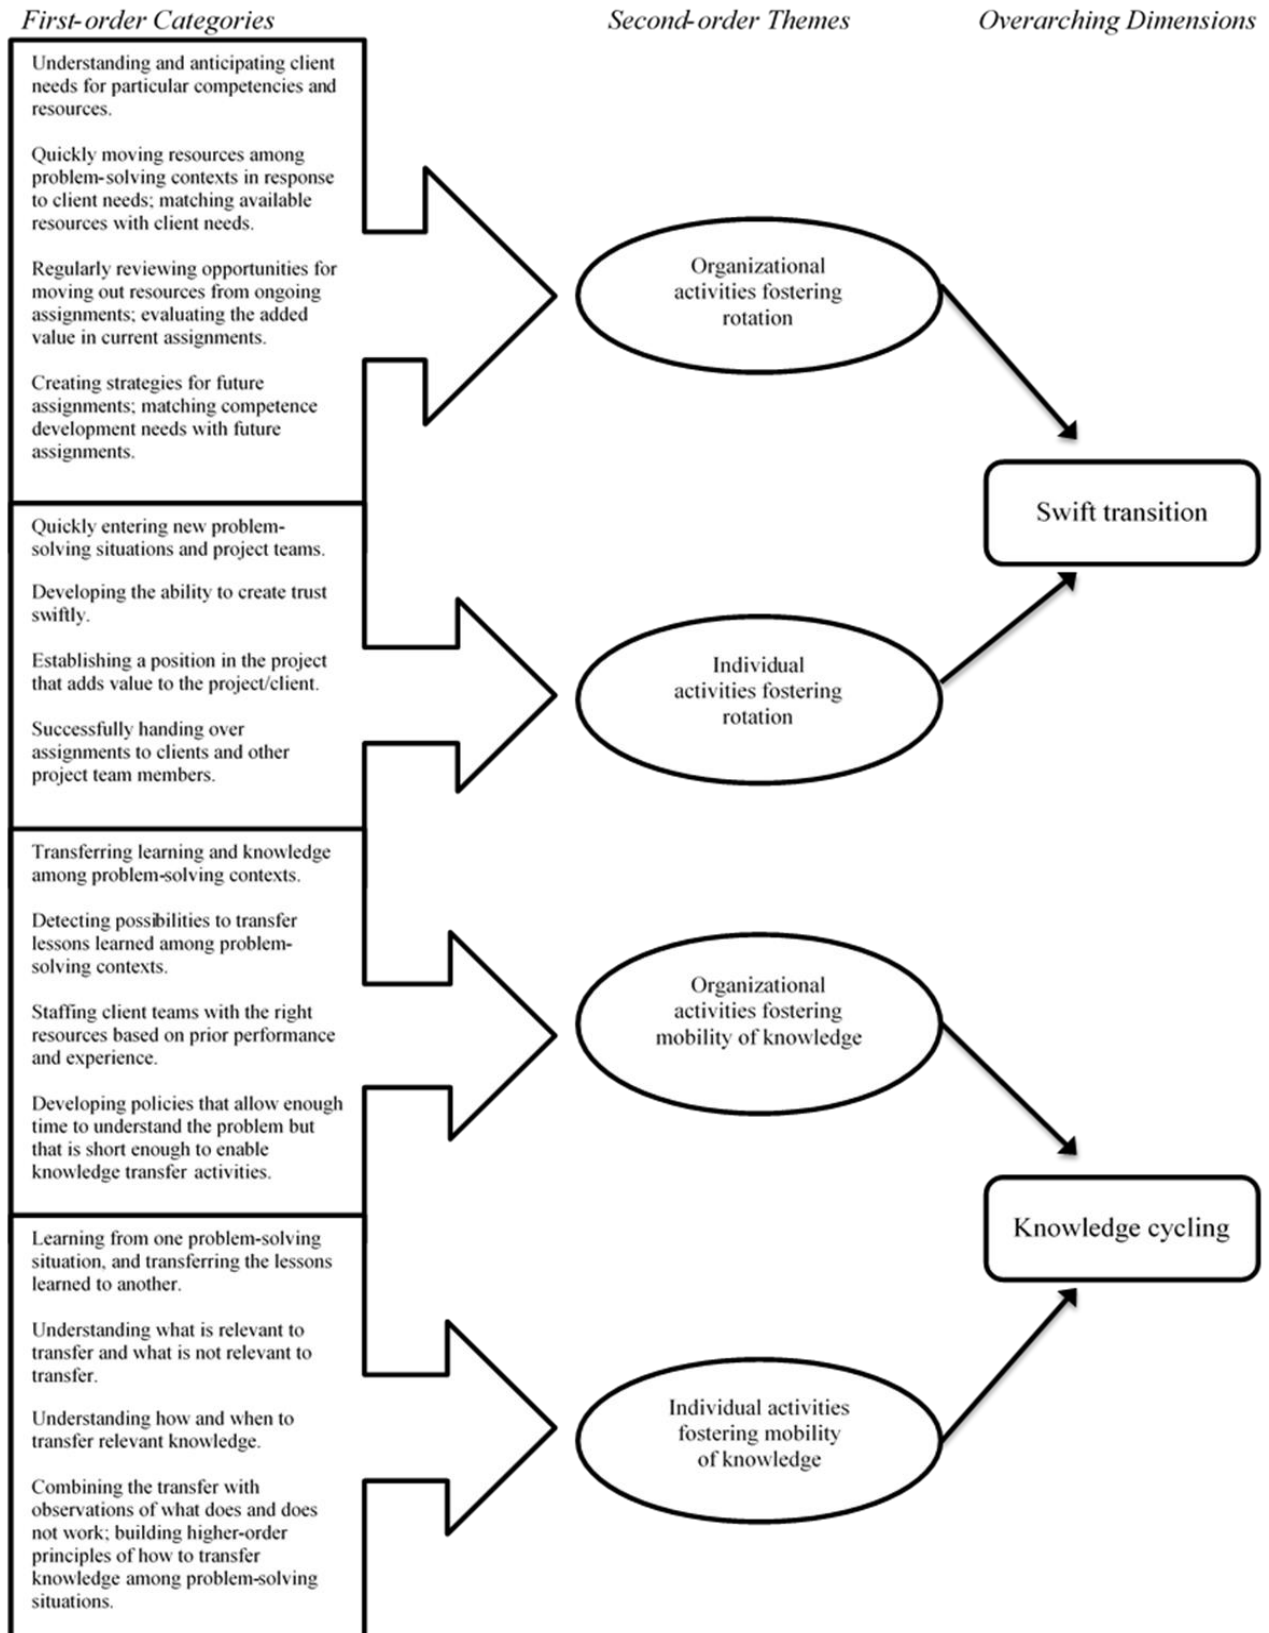 First-order Categories
Second-order Themes
Overarching Dimensions
Understanding and anticipating client
needs for particular competencies and
resources.
Quickly moving resources among
problem-solving contexts in response
to client needs; matching available
resources with client needs.
Regularly reviewing opportunities for
moving out resources from ongoing
assignments; evaluating the added
value in current assignments.
Creating strategies for future
assignments; matching competence
development needs with future
assignments.
Organizational
activities fostering
rotation
Swift transition
Quickly entering new problem-
solving situations and project teams.
Developing the ability to create trust
swiftly.
Establishing a position in the project
that adds value to the project/client.
Successfully handing over
assignments to clients and other
project team members.
Individual
activities fostering
rotation
Transferring learning and knowledge
among problem-solving contexts.
Detecting possibilities to transfer
lessons learned among problem-
solving contexts.
Staffing client teams with the right
resources based on prior performance
and experience.
Developing policies that allow enough
time to understand the problem but
that is short enough to enable
knowledge transfer activities.
Organizational
activities fostering
mobility of knowledge
Knowledge cycling
Learning from one problem-solving
situation, and transferring the lessons
learned to another.
Understanding what is relevant to
transfer and what is not relevant to
transfer.
Understanding how and when to
transfer relevant knowledge.
Combining the transfer with
observations of what does and does
not work; building higher-order
principles of how to transfer
knowledge among problem-solving
situations.
Individual activities
fostering mobility
of knowledge